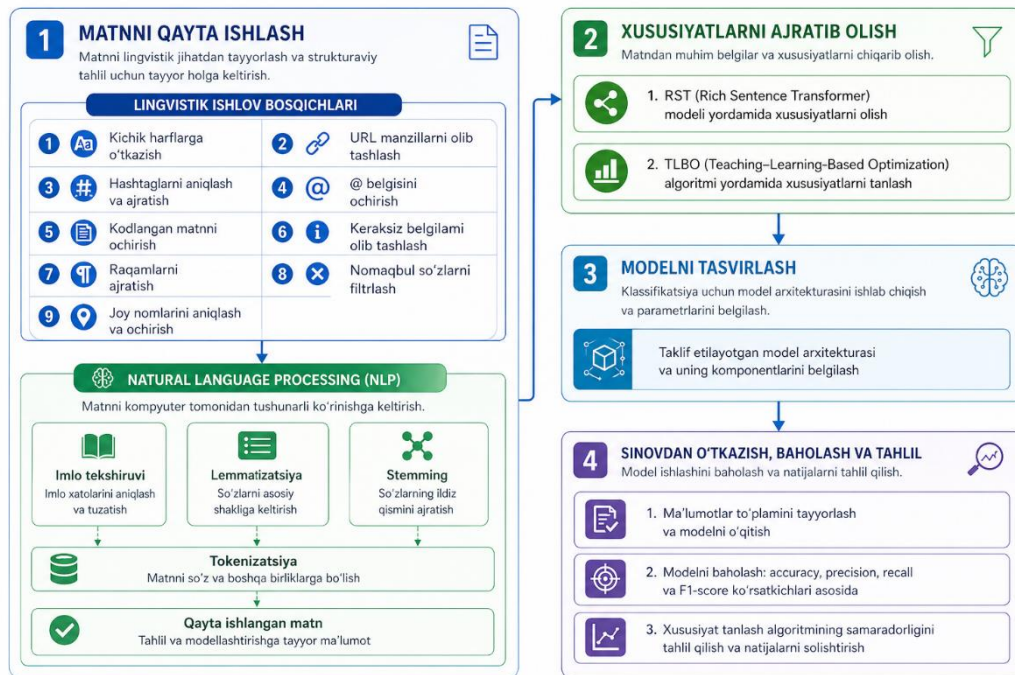 1
MATNNI QAYTA ISHLASH
Matnni lingvistik jihatdan tayyorlash va strukturaviy
tahlil uchun tayyor holga keltirish.
LINGVISTIK ISHLOV BOSQICHLARI
1 Aa Kichik harflarga
o‘tkazish
2 URL manzillarni olib
tashlash
3 # Hashtaglarni aniqlash
va ajratish
4 @ @ belgisini
ochirish
5 Kodlangan matnni
ochirish
6 i Keraksiz belgilami
olib tashlash
7 ¶ Raqamlarni
ajratish
8 Nomaqbul so‘zlarni
filtrlash
9 Joy nomlarini aniqlash
va ochirish
NATURAL LANGUAGE PROCESSING (NLP)
Matnni kompyuter tomonidan tushunarli ko‘rinishga keltirish.
Imlo tekshiruvi
Imlo xatolarini aniqlash
va tuzatish
Lemmatizatsiya
So‘zlarni asosiy
shakliga keltirish
Stemming
So‘zlarning ildiz
qismini ajratish
Tokenizatsiya
Matnni so‘z va boshqa birliklarga bo‘lish
Qayta ishlangan matn
Tahlil va modellashtirishga tayyor ma’lumot
2
XUSUSIYATLARNI AJRATIB OLISH
Matndan muhim belgilar va xususiyatlarni chiqarib olish.
1. RST (Rich Sentence Transformer)
modeli yordamida xususiyatlarni olish
2. TLBO (Teaching–Learning-Based Optimization)
algoritmi yordamida xususiyatlarni tanlash
3
MODELNI TASVIRLASH
Klassifikatsiya uchun model arxitekturasini ishlab chiqish
va parametrlarini belgilash.
Taklif etilayotgan model arxitekturasi
va uning komponentlarini belgilash
4
SINOVDAN O‘TKAZISH, BAHOLASH VA TAHLIL
Model ishlashini baholash va natijalarni tahlil qilish.
1. Ma’lumotlar to‘plamini tayyorlash
va modelni o‘qitish
2. Modelni baholash: accuracy, precision, recall
va F1-score ko‘rsatkichlari asosida
3. Xususiyat tanlash algoritmining samaradorligini
tahlil qilish va natijalarni solishtirish